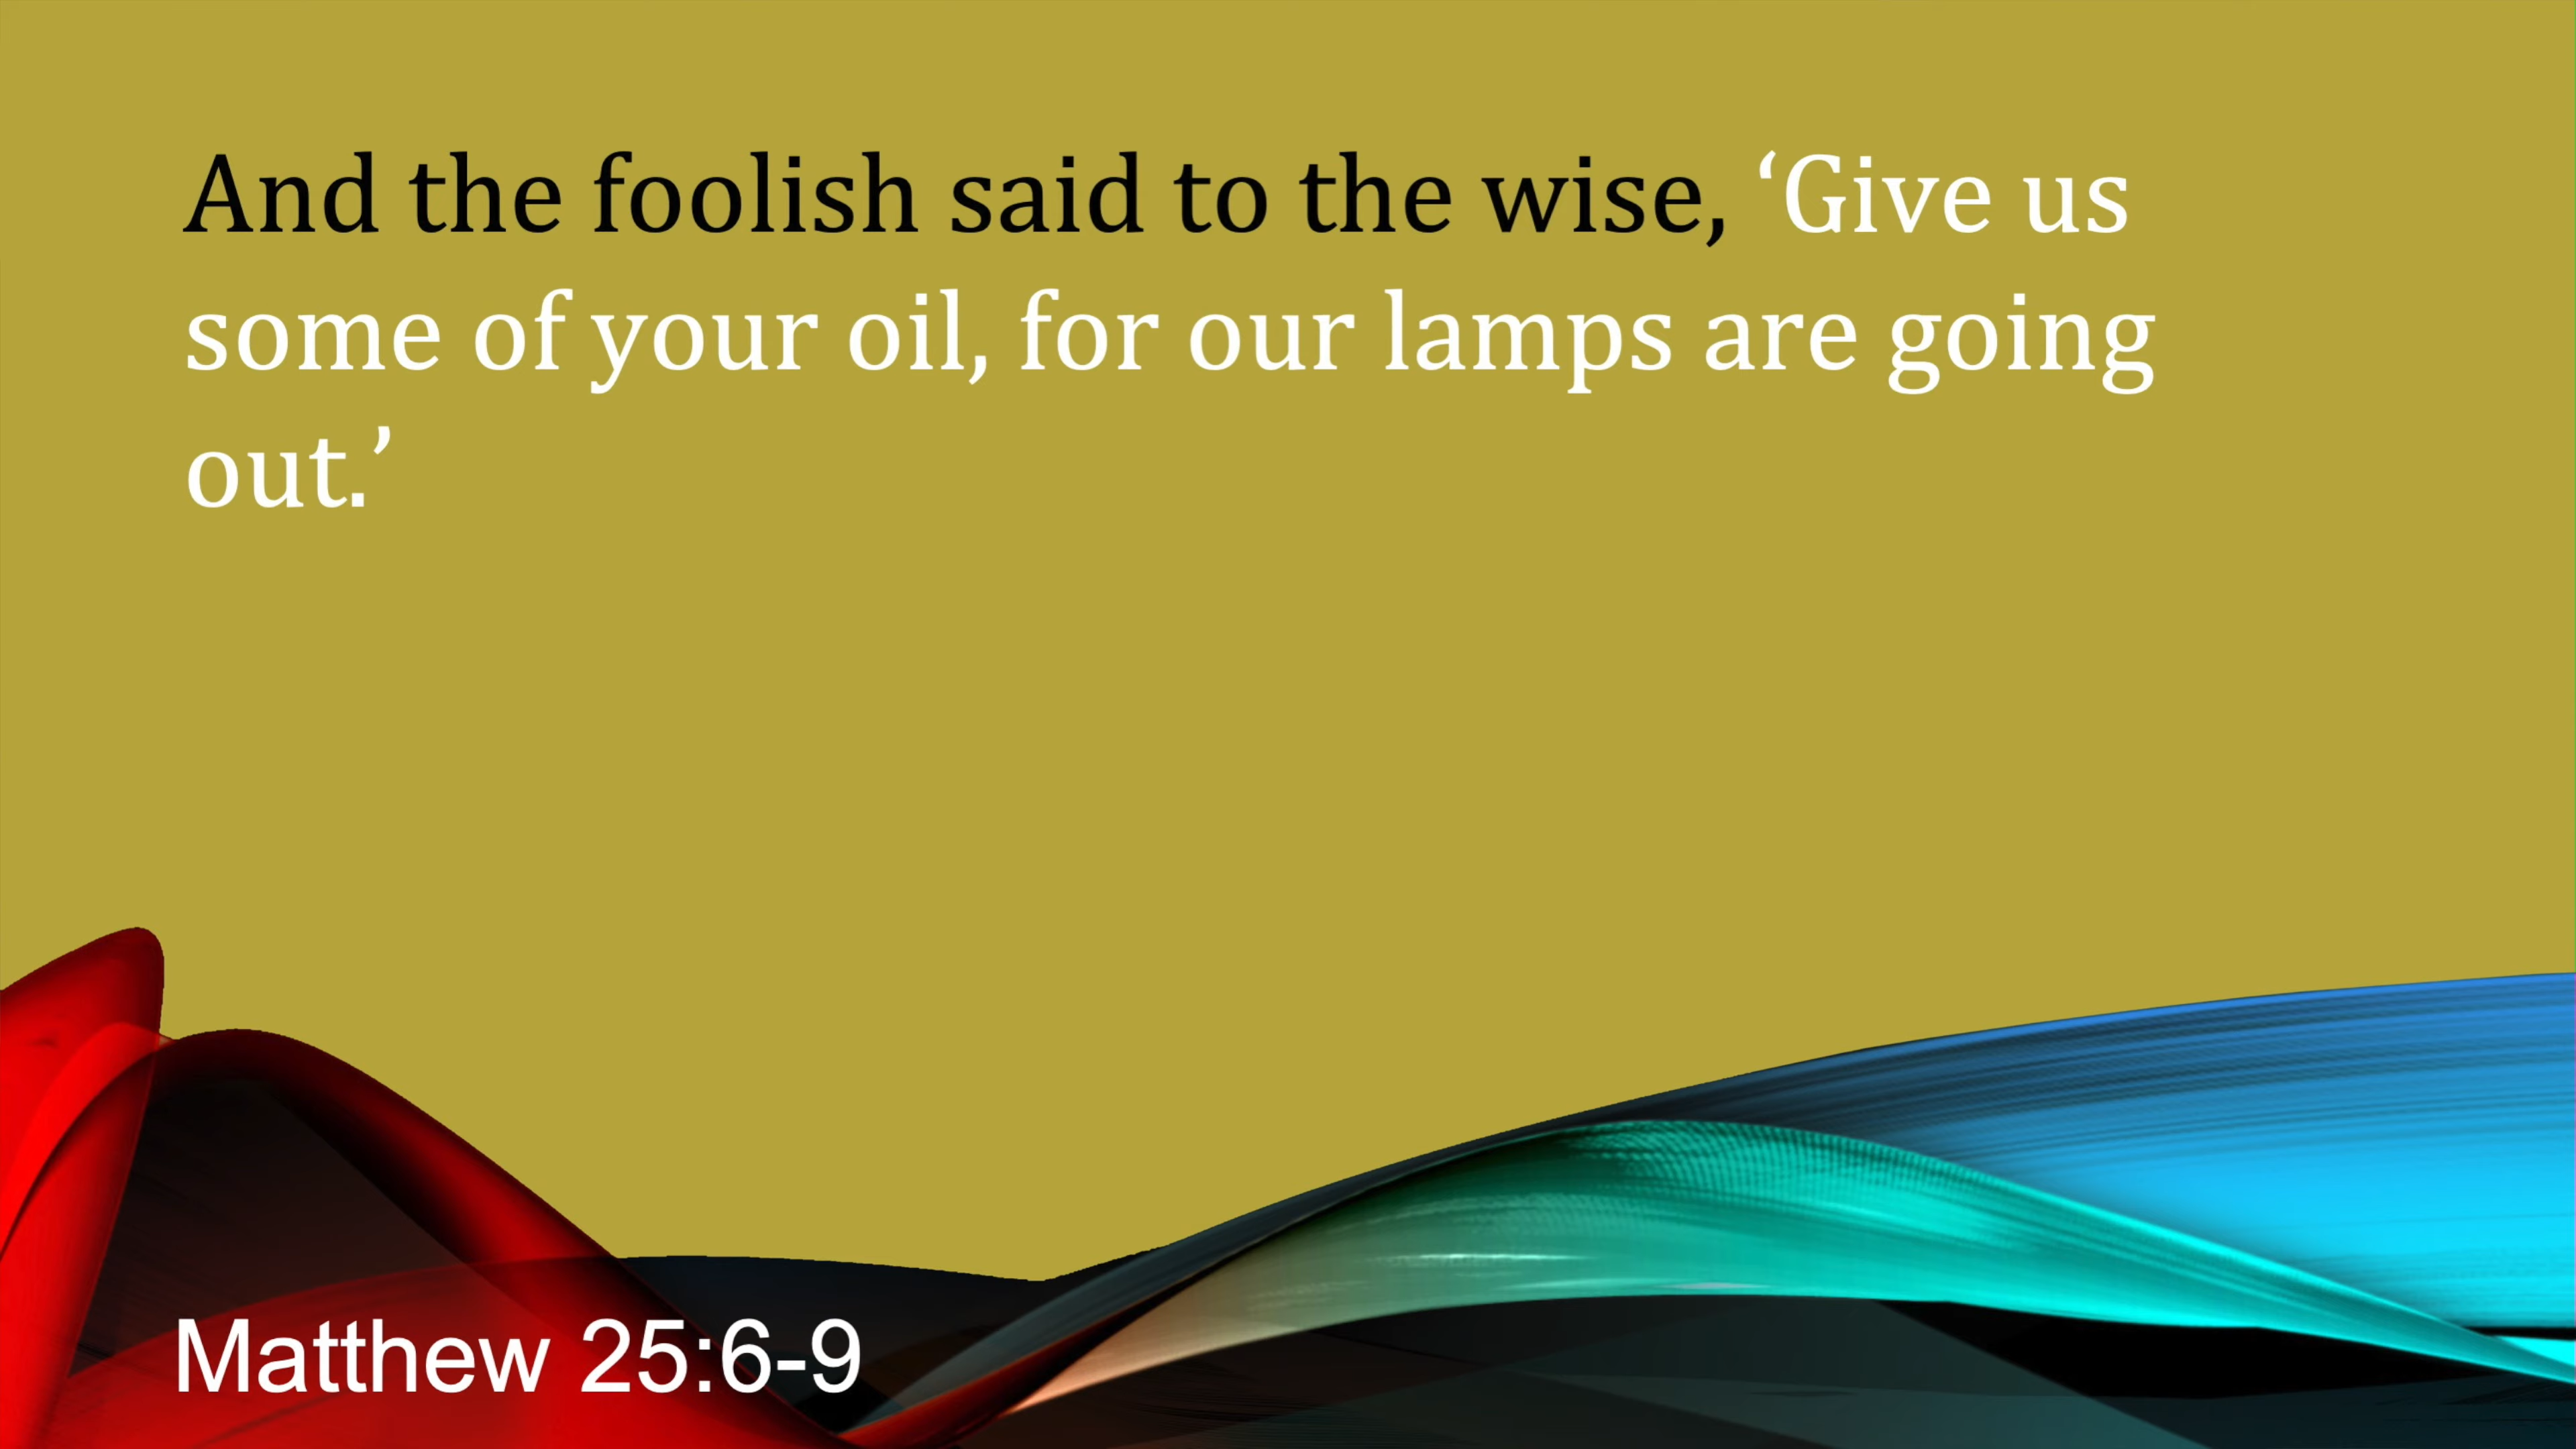 And the foolish said to the wise, ‘Give us
some of your oil, for our lamps are going
out.’
Matthew 25:6-9